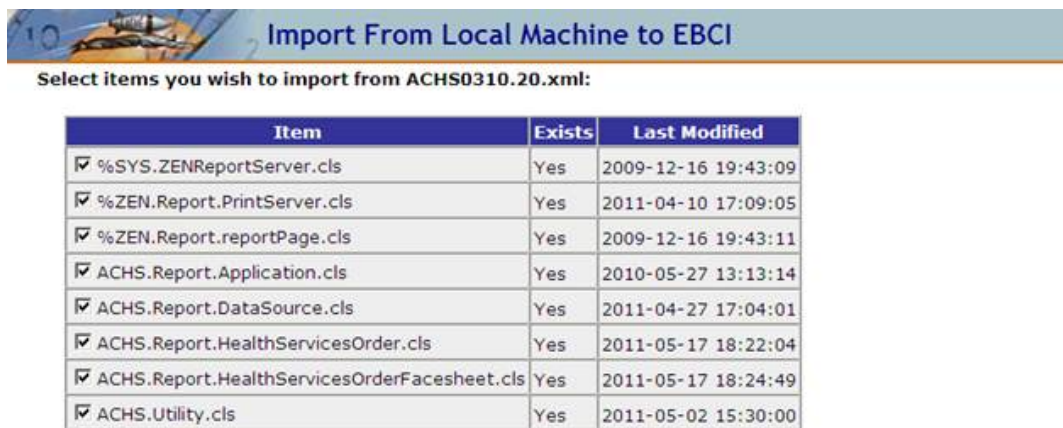 10
2
Import From Local Machine to EBCI
Select items you wish to import from ACHS0310.20.xml:
Item Exists Last Modified
%SYS.ZENReportServer.cls Yes 2009-12-16 19:43:09
%ZEN.Report.PrintServer.cls Yes 2011-04-10 17:09:05
%ZEN.Report.reportPage.cls Yes 2009-12-16 19:43:11
ACHS.Report.Application.cls Yes 2010-05-27 13:13:14
ACHS.Report.DataSource.cls Yes 2011-04-27 17:04:01
ACHS.Report.HealthServicesOrder.cls Yes 2011-05-17 18:22:04
ACHS.Report.HealthServicesOrderFacesheet.cls Yes 2011-05-17 18:24:49
ACHS.Utility.cls Yes 2011-05-02 15:30:00